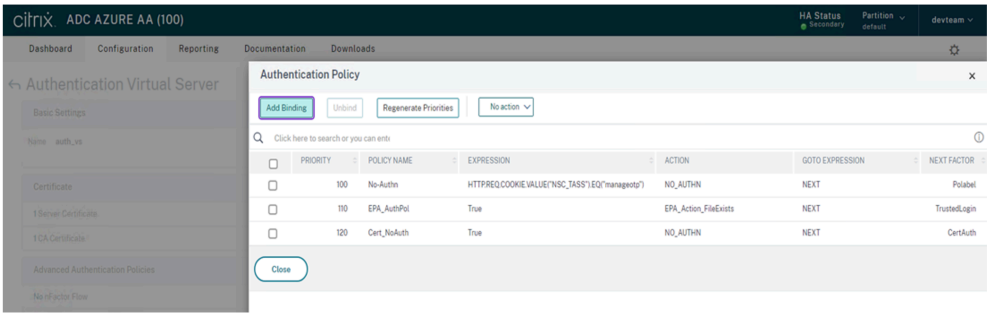 citrix. ADC AZURE AA (100)
HA Status Partition devteam
Secondary default
Dashboard Configuration Reporting Documentation Downloads
Authentication Virtual Server
Authentication Policy x
Basic Settings
Add Binding Unbind Regenerate Priorities No action
Name auth_vs
Click here to search or you can ente
PRIORITY POLICY NAME EXPRESSION ACTION GOTO EXPRESSION NEXT FACTOR
Certificate
100 No-Authn HTTP.REQ.COOKIE.VALUE("NSC_TASS").EQ("manageotp") NO_AUTHN NEXT Polabel
1 Server Certificate
110 EPA_AuthPol True EPA_Action_FileExists NEXT TrustedLogin
1 CA Certificate
120 Cert_NoAuth True NO_AUTHN NEXT CertAuth
Advanced Authentication Policies
Close
No nFactor Flow